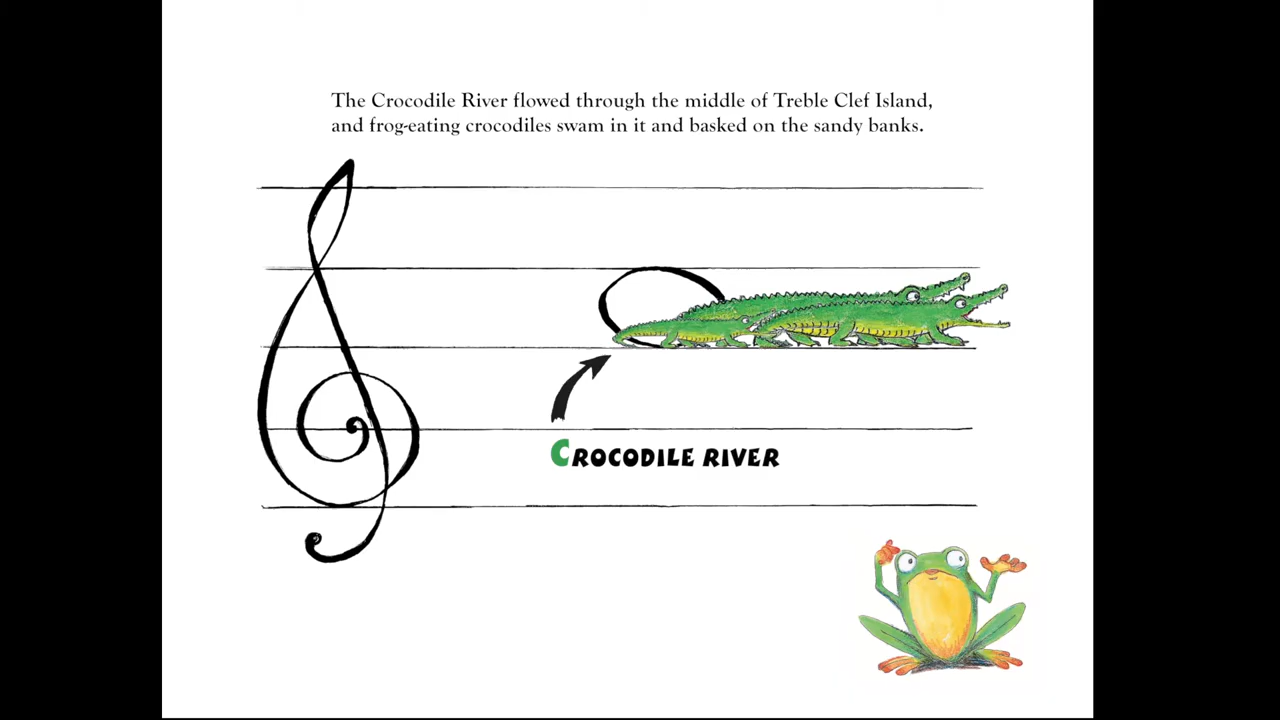 The Crocodile River flowed through the middle of Treble Clef Island,
and frog-eating crocodiles swam in it and basked on the sandy banks.
CROCODILE RIVER